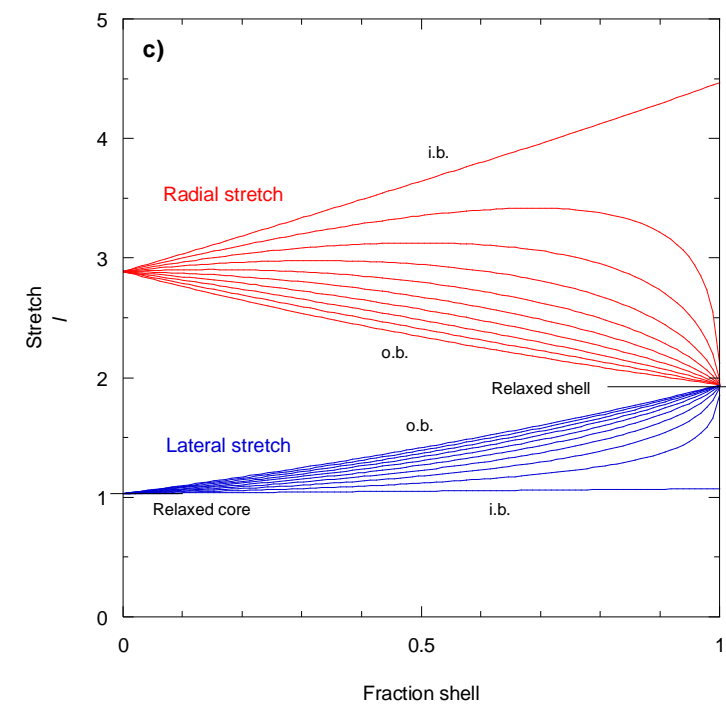 c)
5
4
3
2
1
0
Stretch
l
i.b.
Radial stretch
o.b.
Relaxed shell
o.b.
Lateral stretch
Relaxed core
i.b.
0
0.5
1
Fraction shell